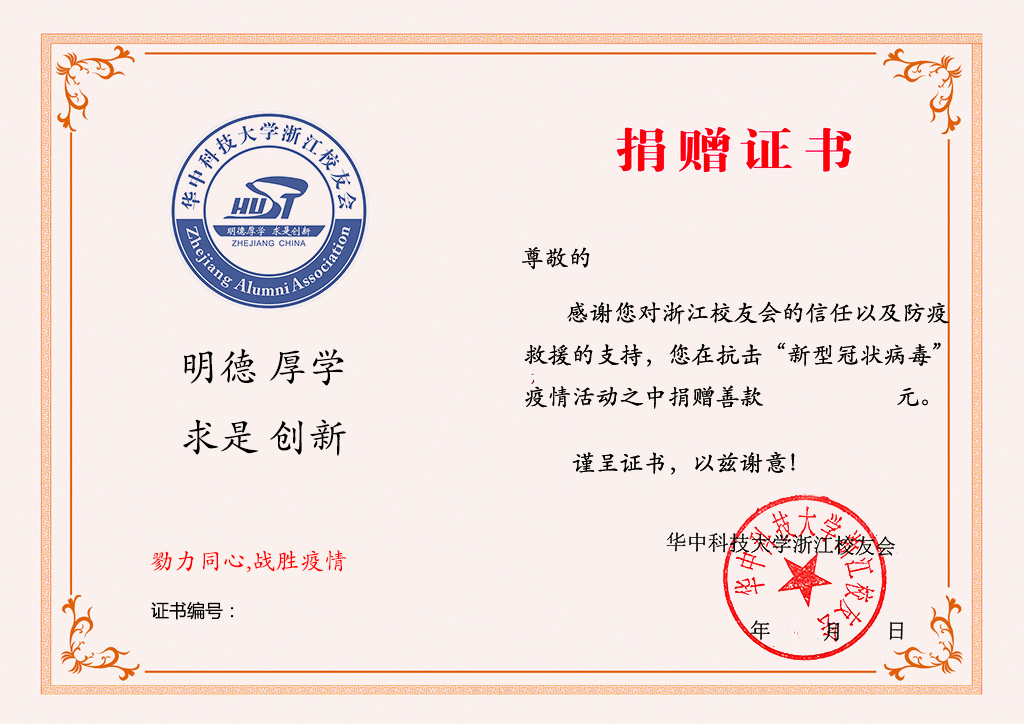 华中科技大学浙江校友会
HUST
明德厚学 求是创新
ZHEJIANG CHINA
Zhejiang Alumni Association
明德 厚学
求是 创新
勠力同心,战胜疫情
证书编号：
捐赠证书
尊敬的
感谢您对浙江校友会的信任以及防疫
救援的支持，您在抗击“新型冠状病毒”
疫情活动之中捐赠善款 元。
谨呈证书，以兹谢意!
华中科技大学浙江校友会
年 月 日
华中科技大学浙江校友会